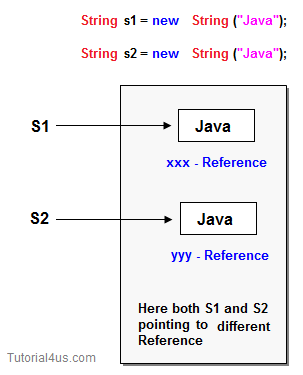 String s1 = new String ("Java");
String s2 = new String ("Java");
S1
Java
xxx - Reference
S2
Java
yyy - Reference
Here both S1 and S2
pointing to different
Reference
Tutorial4us.com